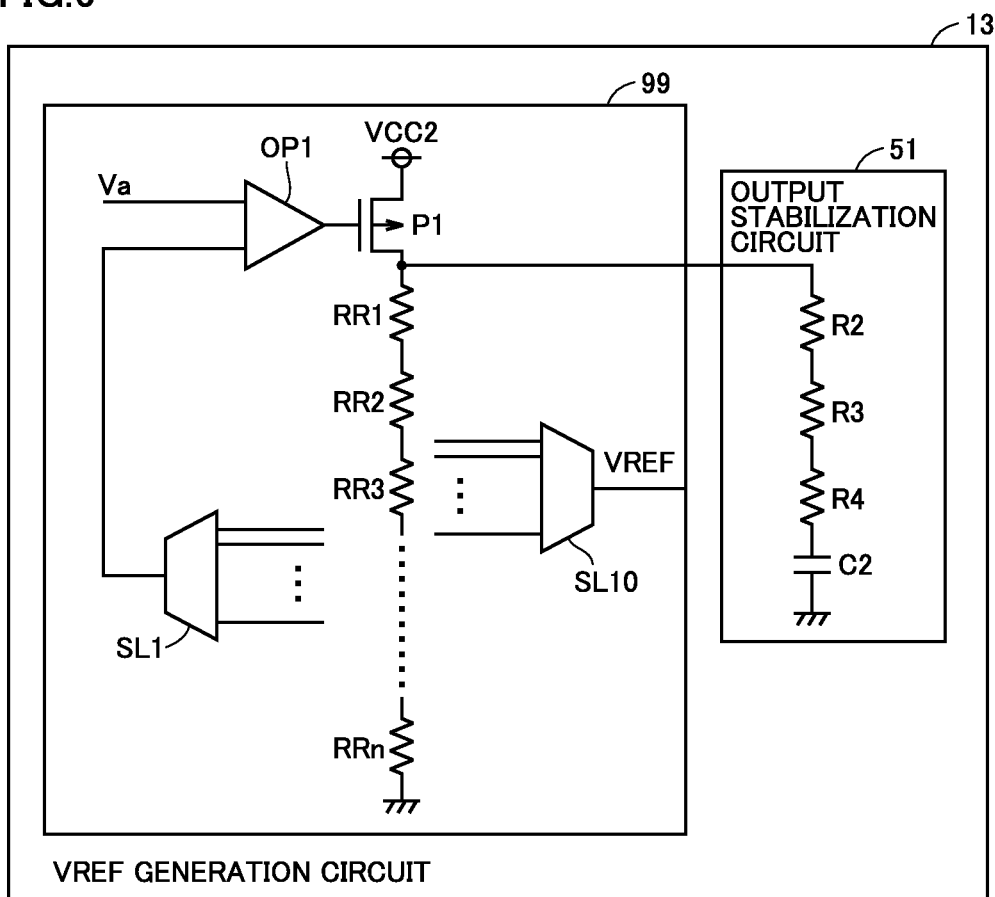 13
99
VCC2
OP1
Va
P1
51
OUTPUT
STABILIZATION
CIRCUIT
RR1
R2
RR2
R3
RR3
VREF
R4
SL10
C2
SL1
RRn
VREF GENERATION CIRCUIT